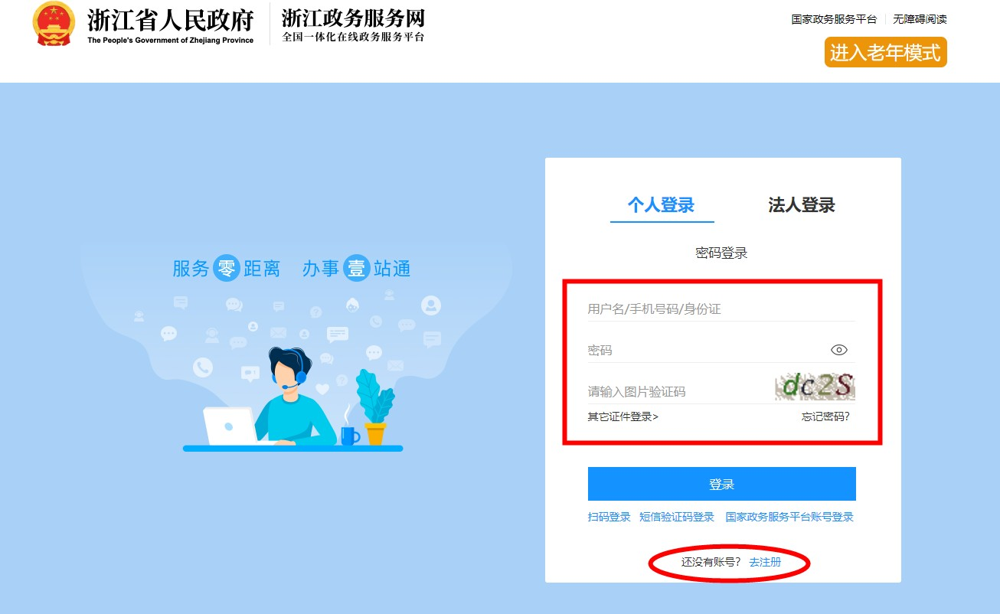 浙江省人民政府
The People's Government of Zhejiang Province
浙江政务服务网
全国一体化在线政务服务平台
国家政务服务平台 无障碍阅读
进入老年模式
服务零距离 办事壹站通
个人登录 法人登录
密码登录
用户名/手机号码/身份证
密码
请输入图片验证码 dc2S
其它证件登录> 忘记密码?
登录
扫码登录 短信验证码登录 国家政务服务平台账号登录
还没有账号? 去注册